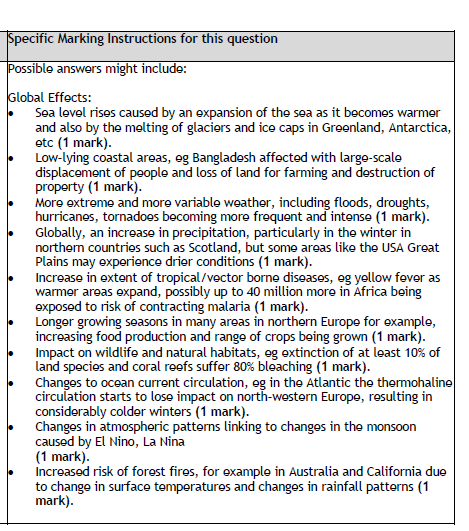 Specific Marking Instructions for this question
Possible answers might include:
Global Effects:
• Sea level rises caused by an expansion of the sea as it becomes warmer
and also by the melting of glaciers and ice caps in Greenland, Antarctica,
etc (1 mark).
• Low-lying coastal areas, eg Bangladesh affected with large-scale
displacement of people and loss of land for farming and destruction of
property (1 mark).
• More extreme and more variable weather, including floods, droughts,
hurricanes, tornadoes becoming more frequent and intense (1 mark).
• Globally, an increase in precipitation, particularly in the winter in
northern countries such as Scotland, but some areas like the USA Great
Plains may experience drier conditions (1 mark).
• Increase in extent of tropical/vector borne diseases, eg yellow fever as
warmer areas expand, possibly up to 40 million more in Africa being
exposed to risk of contracting malaria (1 mark).
• Longer growing seasons in many areas in northern Europe for example,
increasing food production and range of crops being grown (1 mark).
• Impact on wildlife and natural habitats, eg extinction of at least 10% of
land species and coral reefs suffer 80% bleaching (1 mark).
• Changes to ocean current circulation, eg in the Atlantic the thermohaline
circulation starts to lose impact on north-western Europe, resulting in
considerably colder winters (1 mark).
• Changes in atmospheric patterns linking to changes in the monsoon
caused by El Nino, La Nina
(1 mark).
• Increased risk of forest fires, for example in Australia and California due
to change in surface temperatures and changes in rainfall patterns (1
mark).